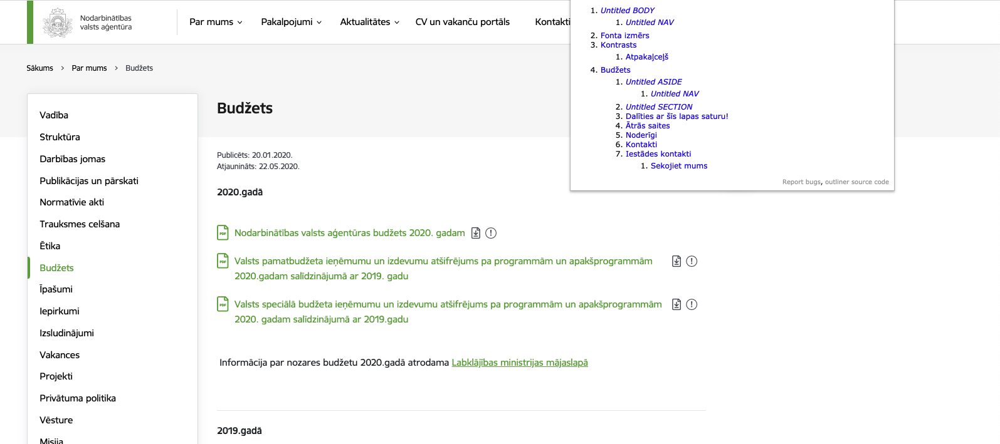 Nodarbinātības
valsts aģentūra
Par mums
Pakalpojumi
Aktualitātes
CV un vakanču portāls
Kontakti
1. Untitled BODY
1. Untitled NAV
2. Fonta izmērs
3. Kontrasts
1. Atpakaļceļš
4. Budžets
1. Untitled ASIDE
1. Untitled NAV
2. Untitled SECTION
3. Dalīties ar šīs lapas saturu!
4. Ātrās saites
5. Noderīgi
6. Kontakti
7. Iestādes kontakti
1. Sekojiet mums
Report bugs, outliner source code
Sākums > Par mums > Budžets
Vadība
Struktūra
Darbības jomas
Publikācijas un pārskati
Normatīvie akti
Trauksmes celšana
Ētika
Budžets
Īpašumi
Iepirkumi
Izsludinājumi
Vakances
Projekti
Privātuma politika
Vēsture
Misija
Budžets
Publicēts: 20.01.2020.
Atjaunināts: 22.05.2020.
2020.gadā
PDF Nodarbinātības valsts aģentūras budžets 2020. gadam
PDF Valsts pamatbudžeta ieņēmumu un izdevumu atšifrējums pa programmām un apakšprogrammām
2020.gadam salīdzinājumā ar 2019. gadu
PDF Valsts speciālā budžeta ieņēmumu un izdevumu atšifrējums pa programmām un apakšprogrammām
2020. gadam salīdzinājumā ar 2019.gadu
Informācija par nozares budžetu 2020.gadā atrodama Labklājības ministrijas mājaslapā
2019.gadā